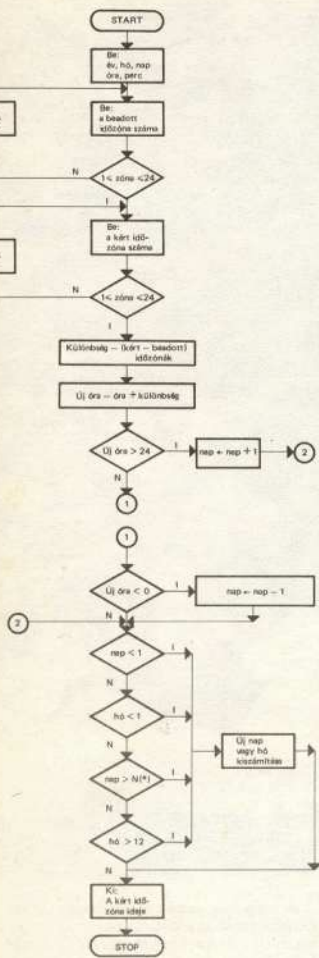 START
Be:
év, hó, nap
óra, perc
Be:
a beadott
időzóna száma
N
1< zóna <24
I
Be:
a kért idő-
zóna száma
N
1< zóna <24
I
Különbség – (kért – beadott)
időzónák
Új óra – óra + különbség
Új óra > 24
I
nap ← nap + 1
2
N
1
1
Új óra < 0
I
nap ← nap – 1
2
N
nap < 1
I
N
hó < 1
I
Új nap
vagy hó
kiszámítása
N
nap > N(*)
I
N
hó > 12
I
N
Ki:
A kért idő-
zóna ideje
STOP